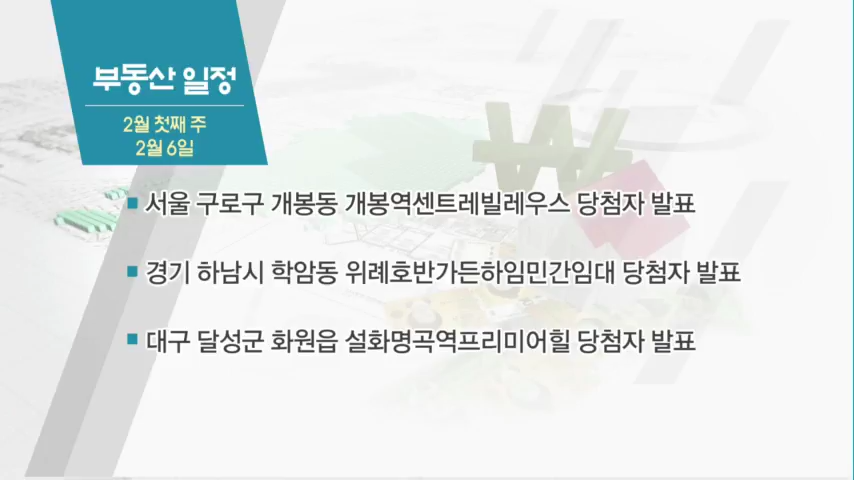 부동산 일정
2월 첫째 주
2월 6일
서울 구로구 개봉동 개봉역센트레빌레우스 당첨자 발표
경기 하남시 학암동 위례호반가든하임민간임대 당첨자 발표
대구 달성군 화원읍 설화명곡역프리미어힐 당첨자 발표